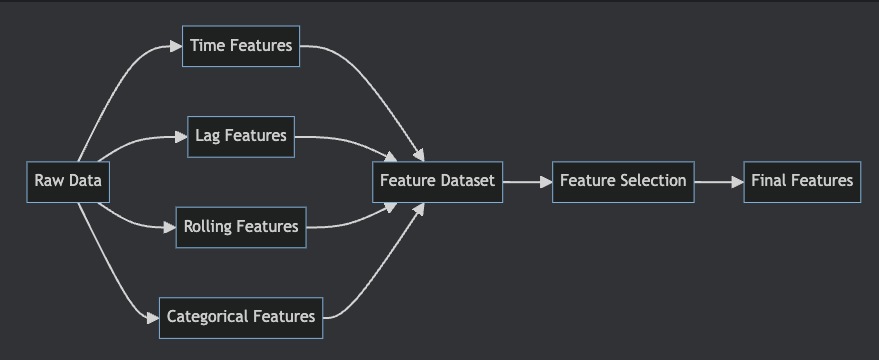 Time Features
Lag Features
Raw Data
Feature Dataset
Feature Selection
Final Features
Rolling Features
Categorical Features